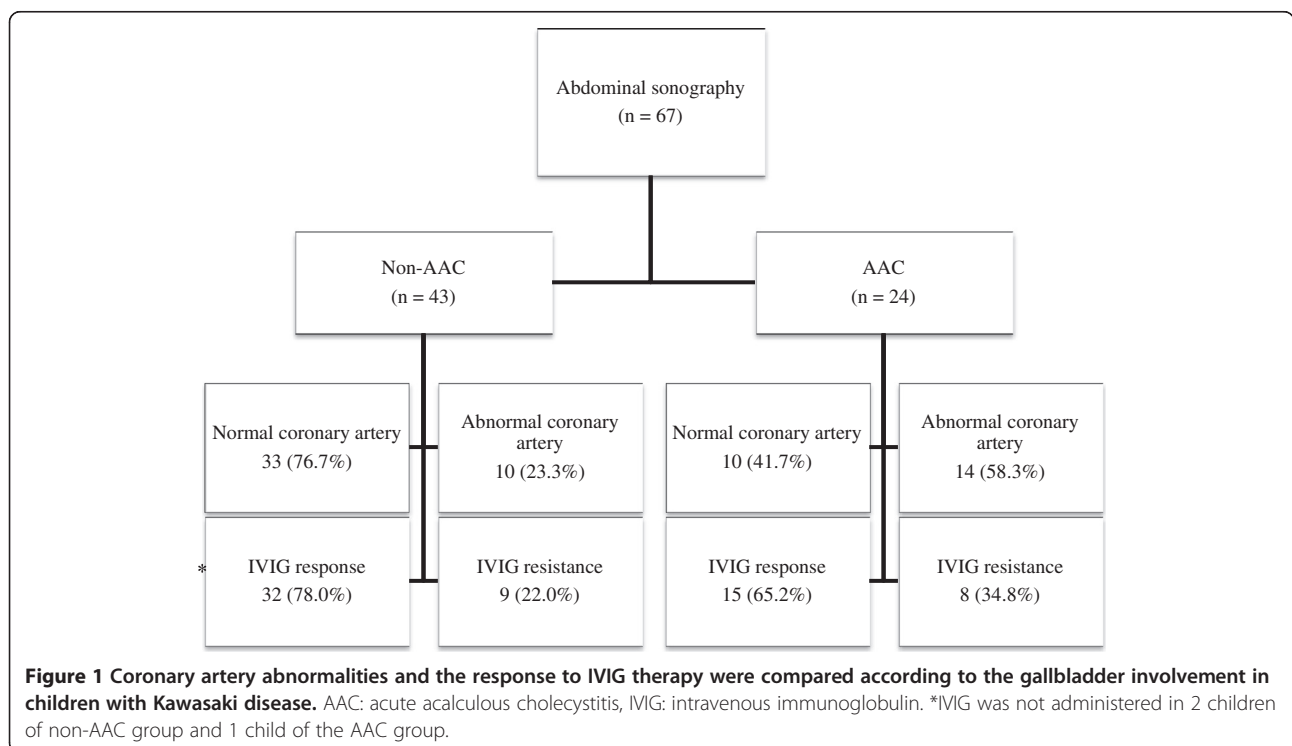 Abdominal sonography
(n = 67)
Non-AAC
(n = 43)
AAC
(n = 24)
Normal coronary artery
33 (76.7%)
Abnormal coronary
artery
10 (23.3%)
Normal coronary artery
10 (41.7%)
Abnormal coronary
artery
14 (58.3%)
* IVIG response
32 (78.0%)
IVIG resistance
9 (22.0%)
IVIG response
15 (65.2%)
IVIG resistance
8 (34.8%)
Figure 1 Coronary artery abnormalities and the response to IVIG therapy were compared according to the gallbladder involvement in
children with Kawasaki disease. AAC: acute acalculous cholecystitis, IVIG: intravenous immunoglobulin. *IVIG was not administered in 2 children
of non-AAC group and 1 child of the AAC group.